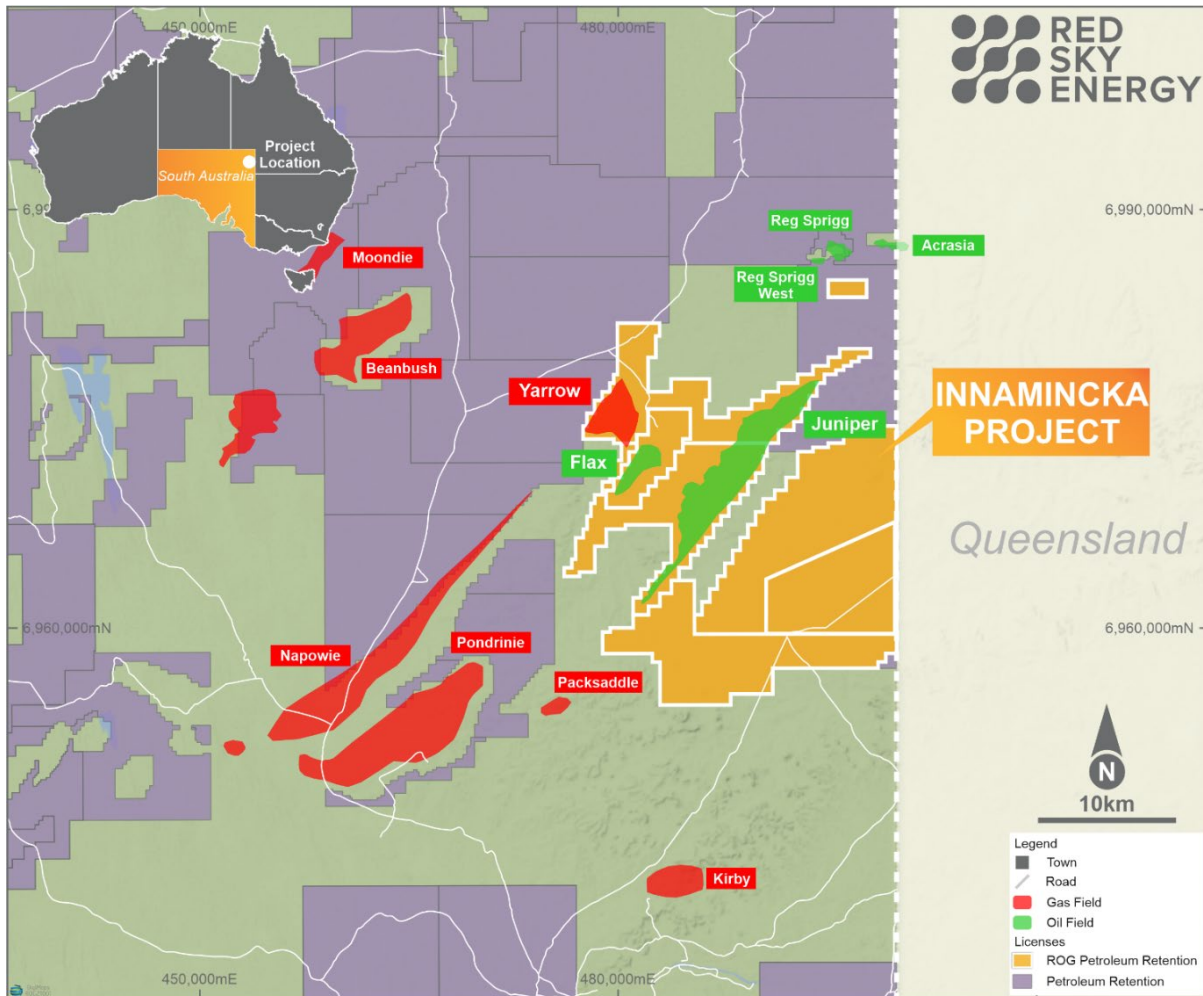 450,000mE
480,000mE
RED
SKY
ENERGY
Project
Location
South Australia
6,990,000mN
Reg Sprigg
Acrasia
Moondie
Reg Sprigg
West
Beanbush
Yarrow
INNAMINCKA
PROJECT
Juniper
Flax
Queensland
6,960,000mN
6,960,000mN
Napowie
Pondrinie
Packsaddle
N
10km
Kirby
Legend
Town
Road
Gas Field
Oil Field
Licenses
ROG Petroleum Retention
Petroleum Retention
450,000mE
480,000mE